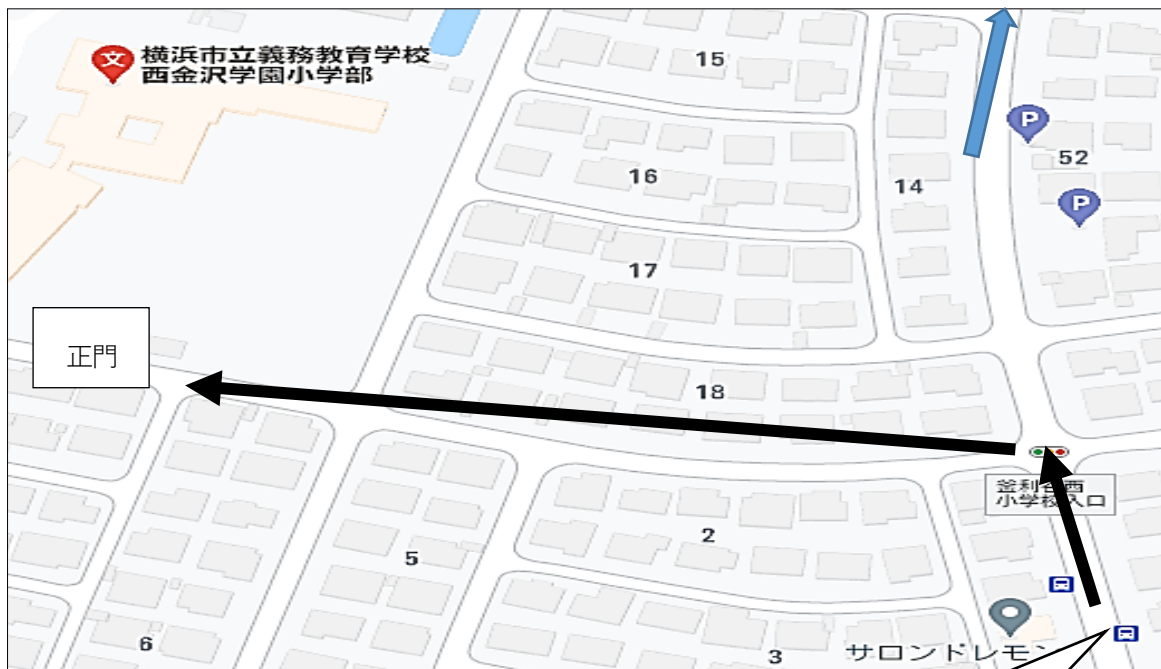 横浜市立義務教育学校
西金沢学園小学部
15
16
14
52
P
P
17
正門
18
釜利谷西
小学校入口
2
5
6
3
サロンドレモン